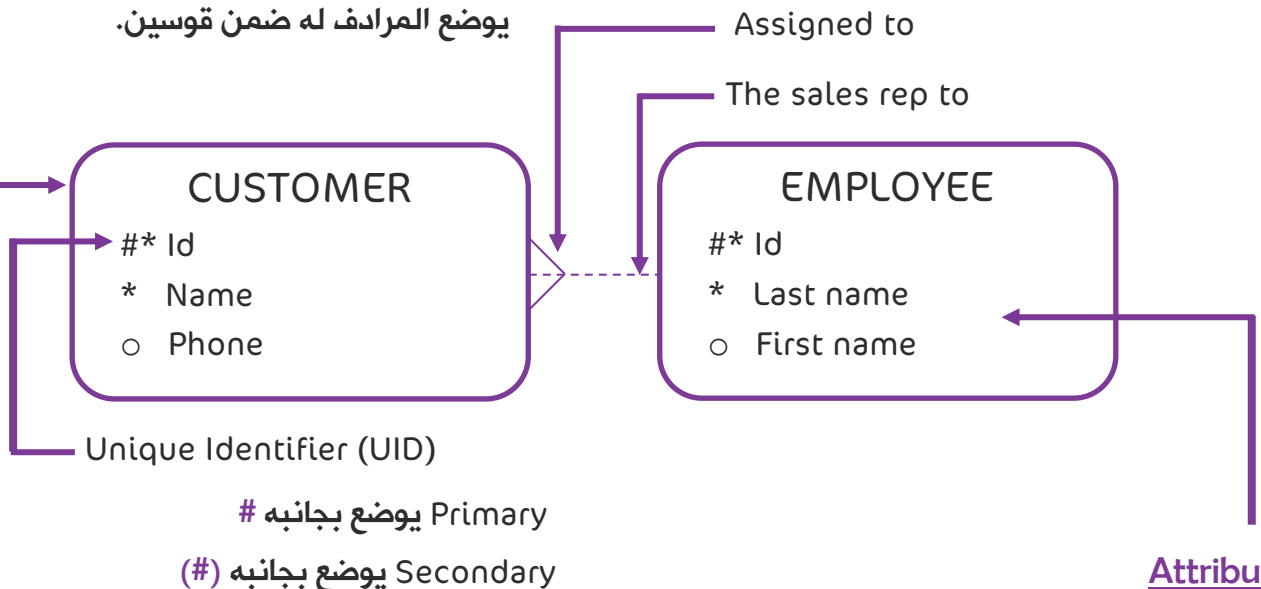 يوضع المرادف له ضمن قوسين.
Assigned to
The sales rep to
CUSTOMER
#* Id
* Name
○ Phone
EMPLOYEE
#* Id
* Last name
○ First name
Unique Identifier (UID)
Primary يوضع بجانبه #
Secondary يوضع بجانبه (#)
Attribu